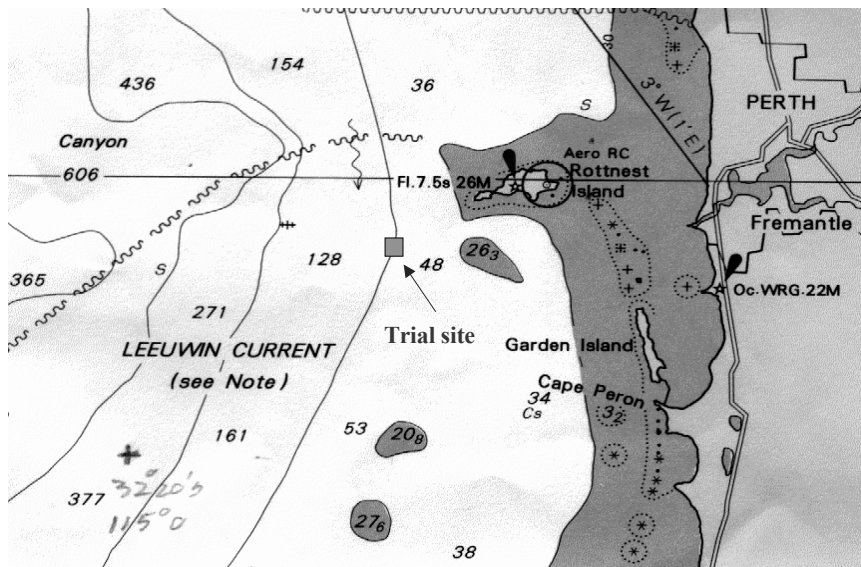 154
436
36
30
S
3°W(1'E)
PERTH
Canyon
606
Aero RC
Fl.7.5s 26M
Rottnest
Island
Fremantle
26₃
128
48
365
S
271
Oc.WRG.22M
Trial site
LEEUWIN CURRENT
(see Note)
Garden Island
Cape Peron
34
Cs
3₂
53
20₈
161
377
32°20's
115°0
27₆
38